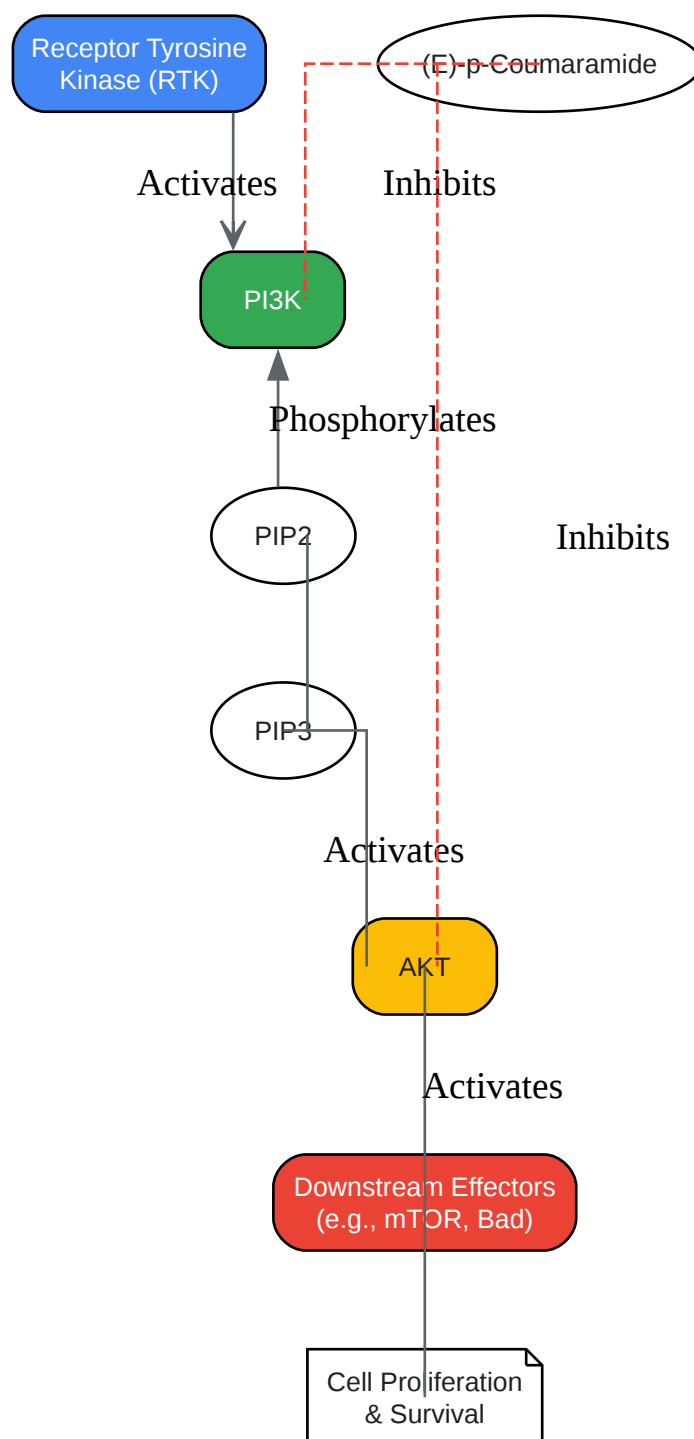 Receptor Tyrosine
Kinase (RTK)
(E)-p-Coumaramide
Activates
Inhibits
PI3K
Phosphorylates
PIP2
Inhibits
PIP3
Activates
AKT
Activates
Downstream Effectors
(e.g., mTOR, Bad)
Cell Proliferation
& Survival